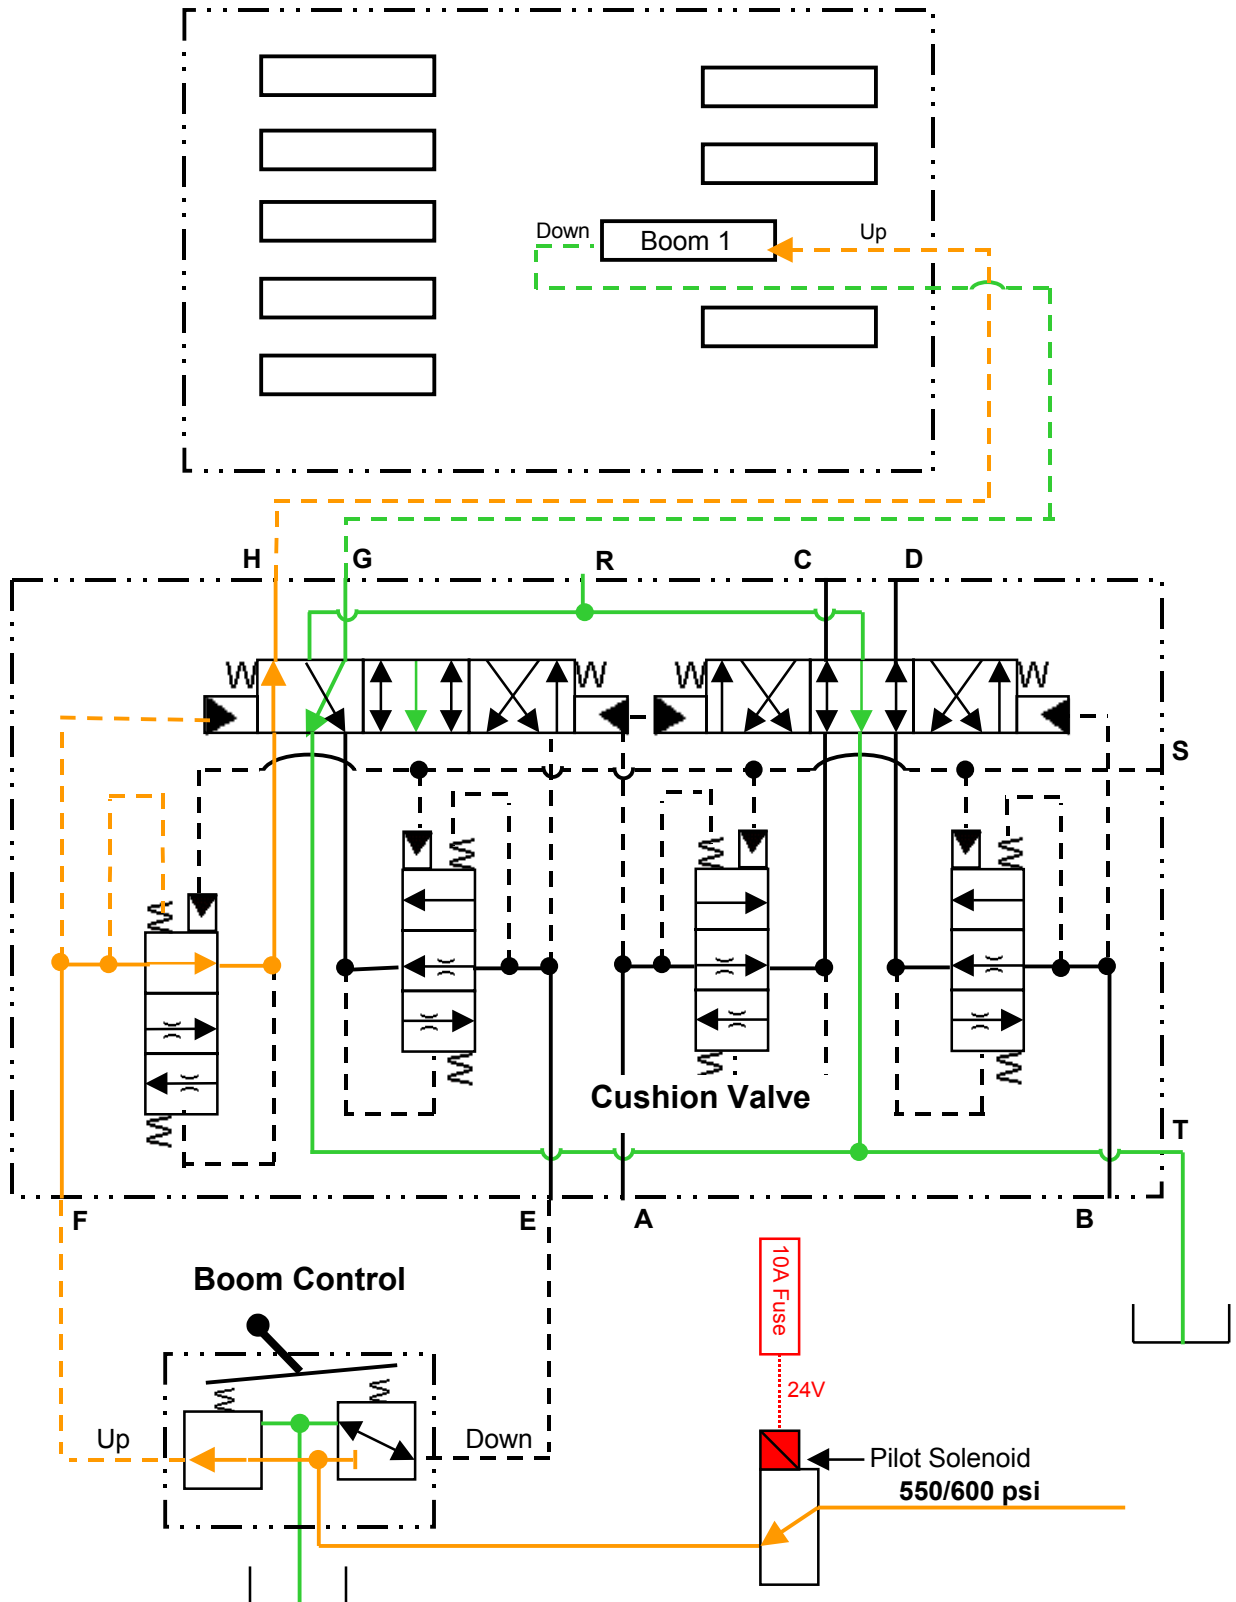 Down
Boom 1
Up
H
G
R
C
D
S
Cushion Valve
T
F
E
A
B
10A Fuse
Boom Control
24V
Up
Down
Pilot Solenoid
550/600 psi